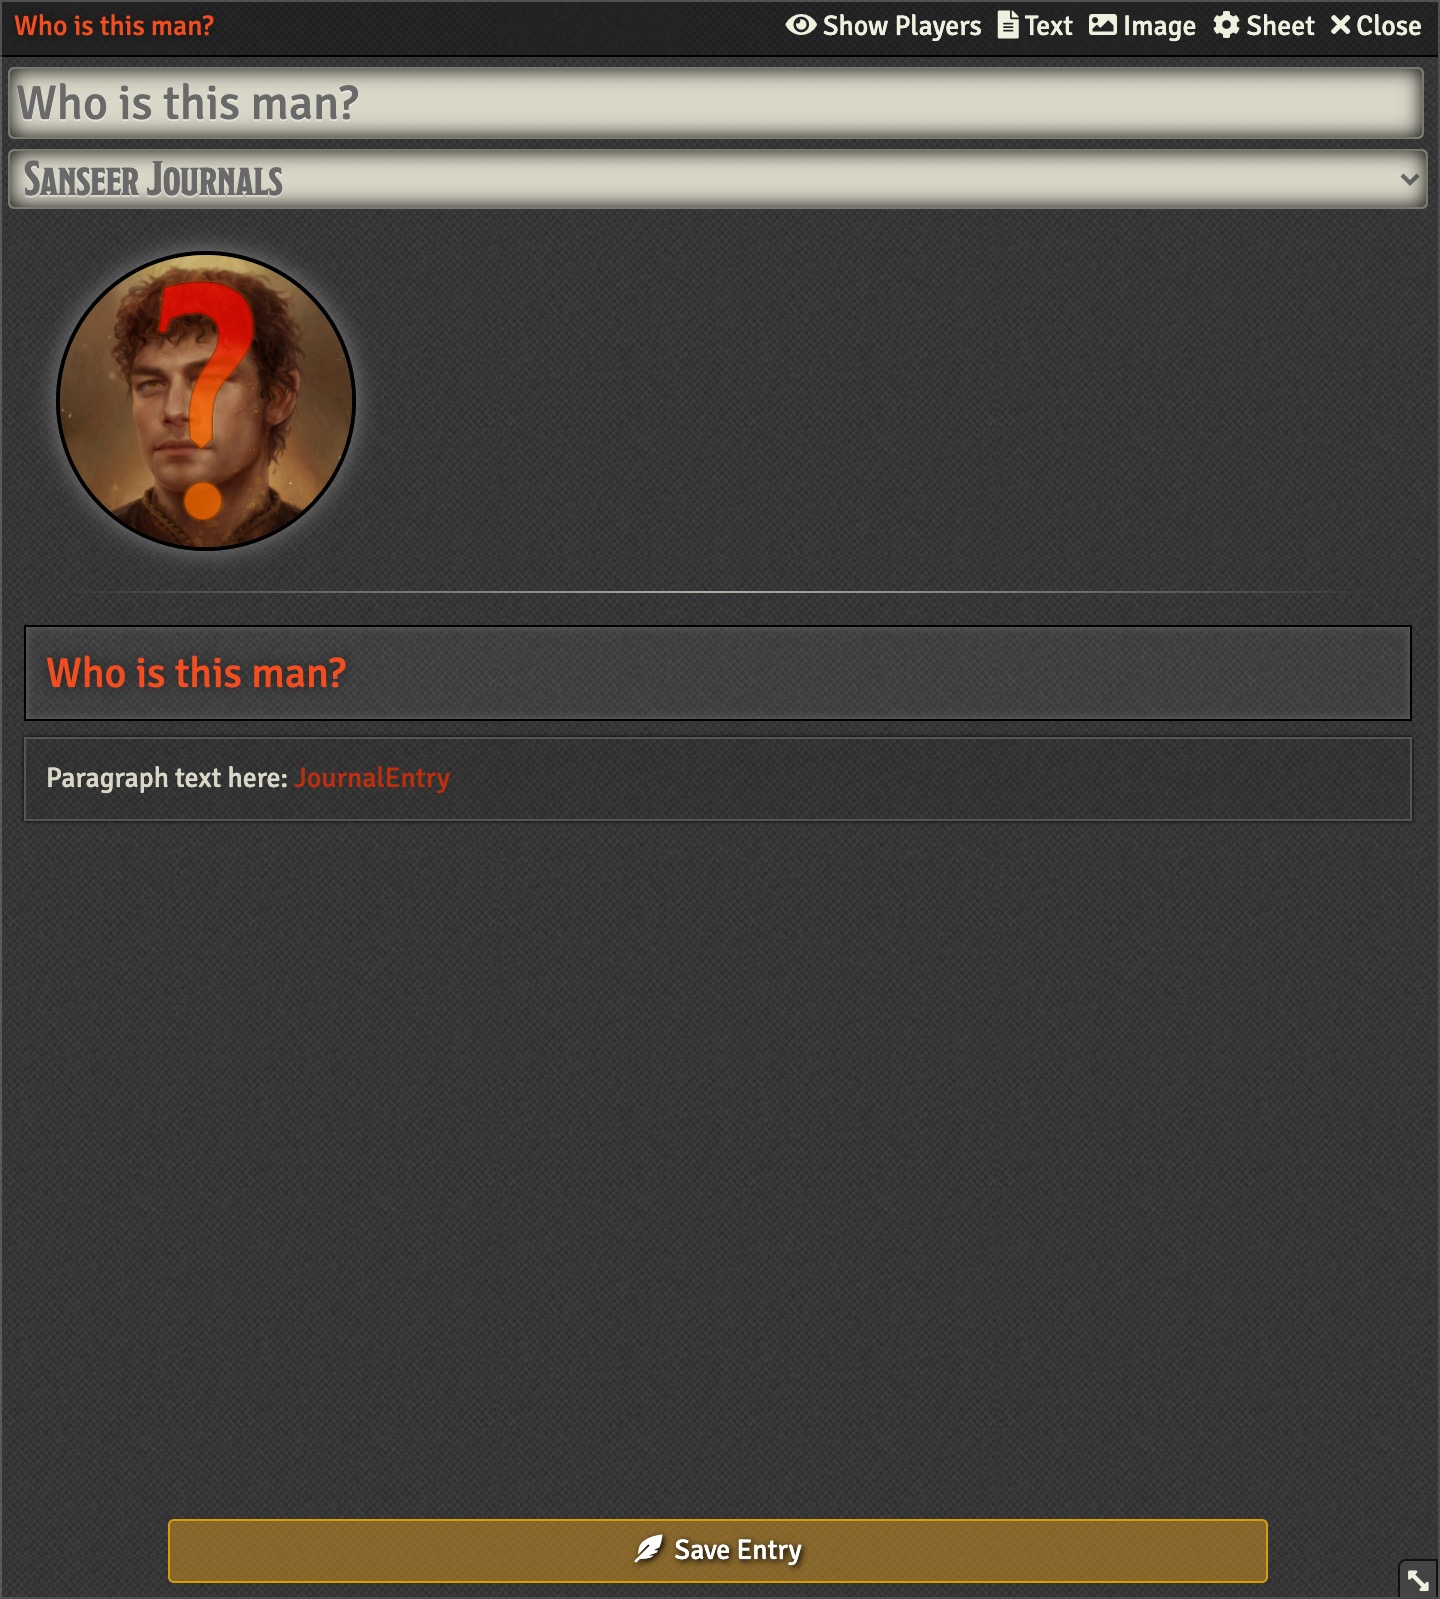 Who is this man?
Show Players Text Image Sheet Close
Who is this man?
Sanseer Journals
?
Who is this man?
Paragraph text here: JournalEntry
Save Entry